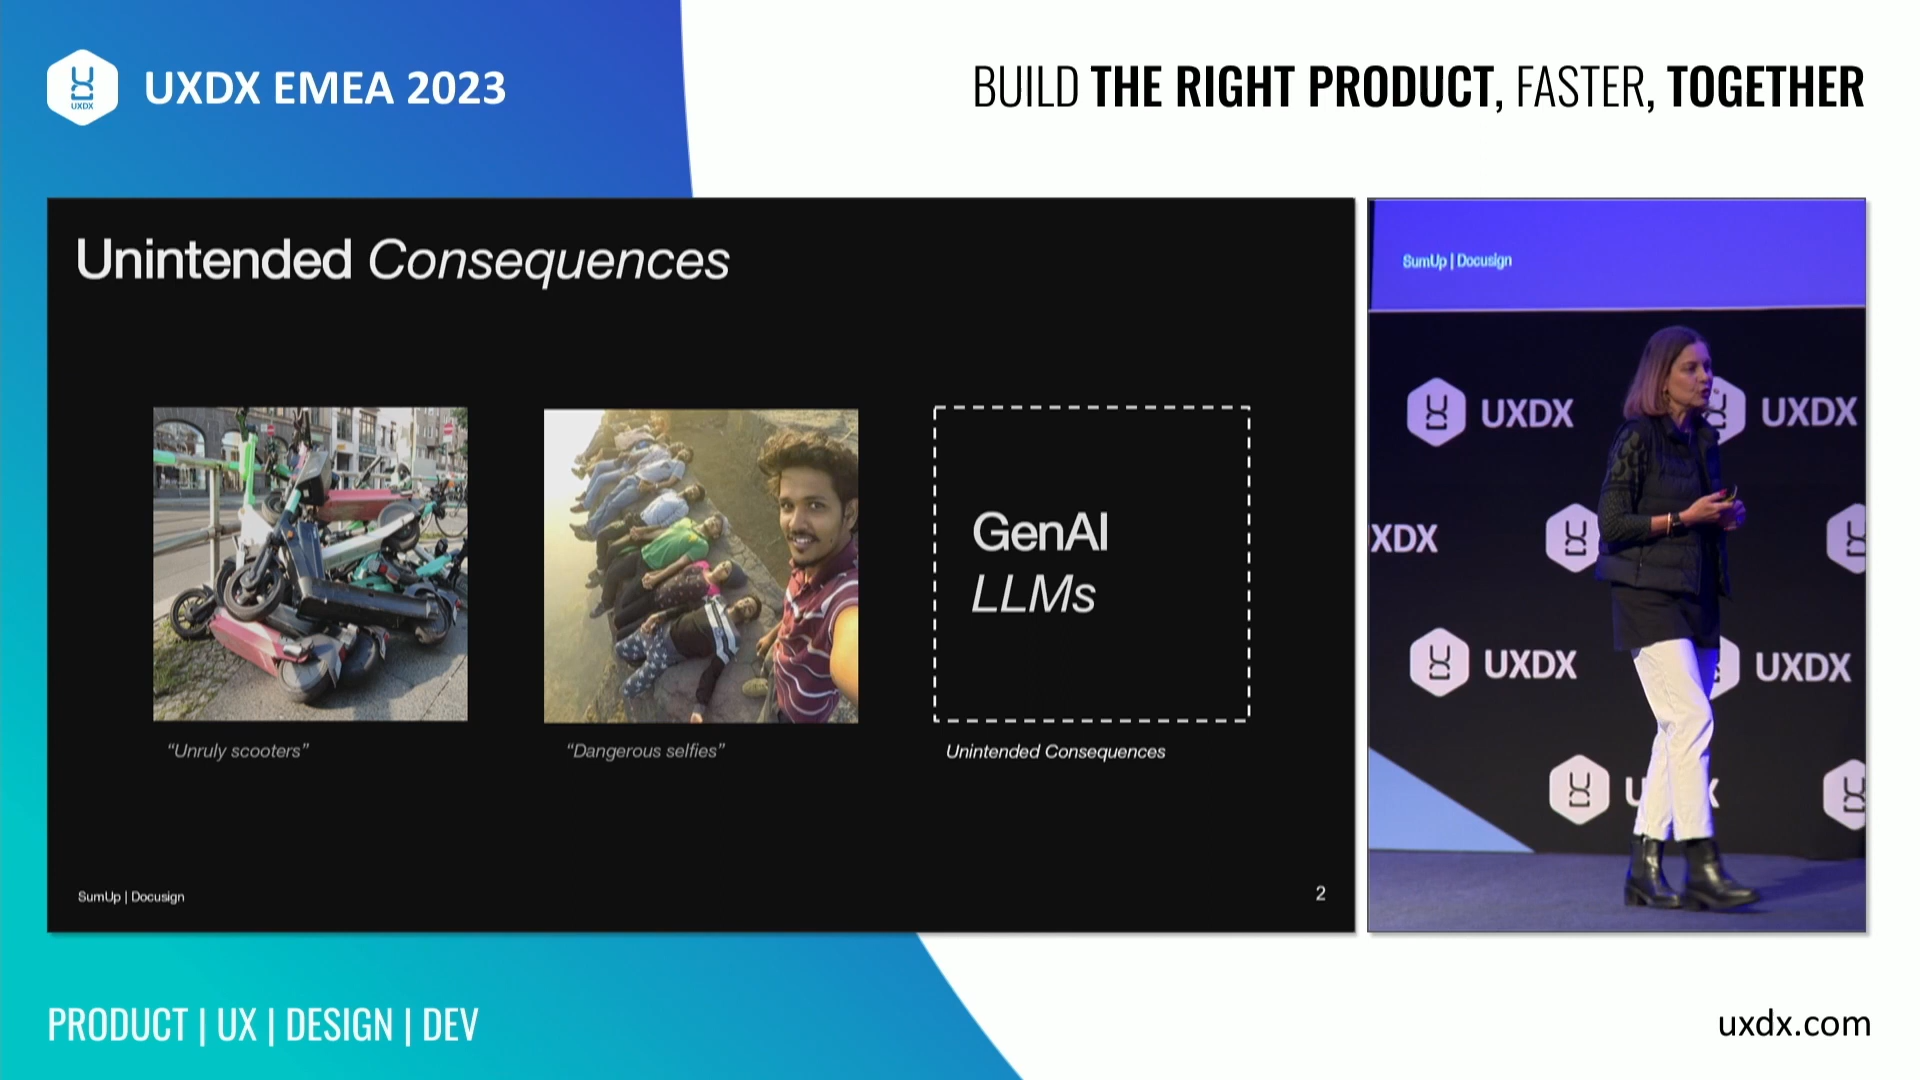 UXDX
UXDX EMEA 2023
BUILD THE RIGHT PRODUCT, FASTER, TOGETHER
Unintended Consequences
GenAI
LLMs
“Unruly scooters”
“Dangerous selfies”
Unintended Consequences
SumUp | Docusign
2
SumUp | Docusign
UXDX
UXDX
XDX
UXDX
UXDX
PRODUCT | UX | DESIGN | DEV
uxdx.com